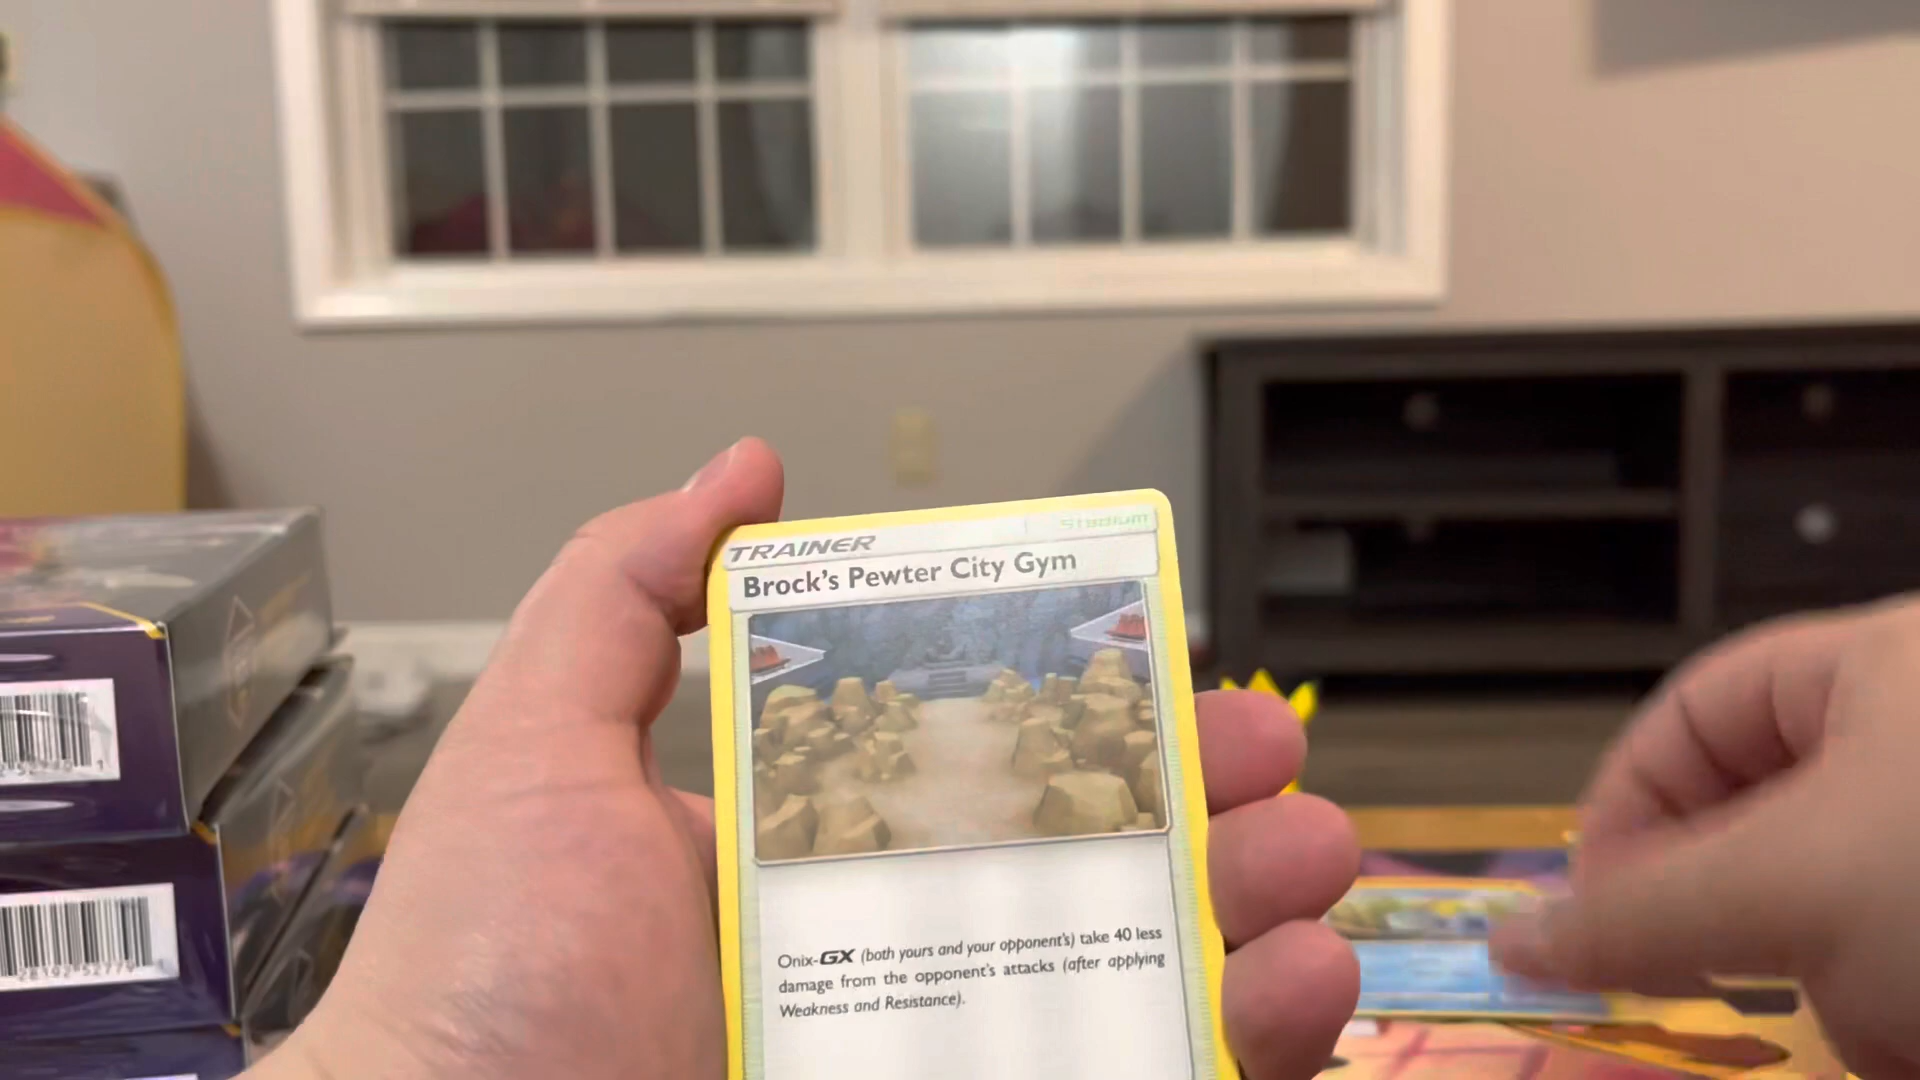 TRAINER
Stadium
Brock's Pewter City Gym
Onix-GX (both yours and your opponent's) take 40 less
damage from the opponent's attacks (after applying
Weakness and Resistance).